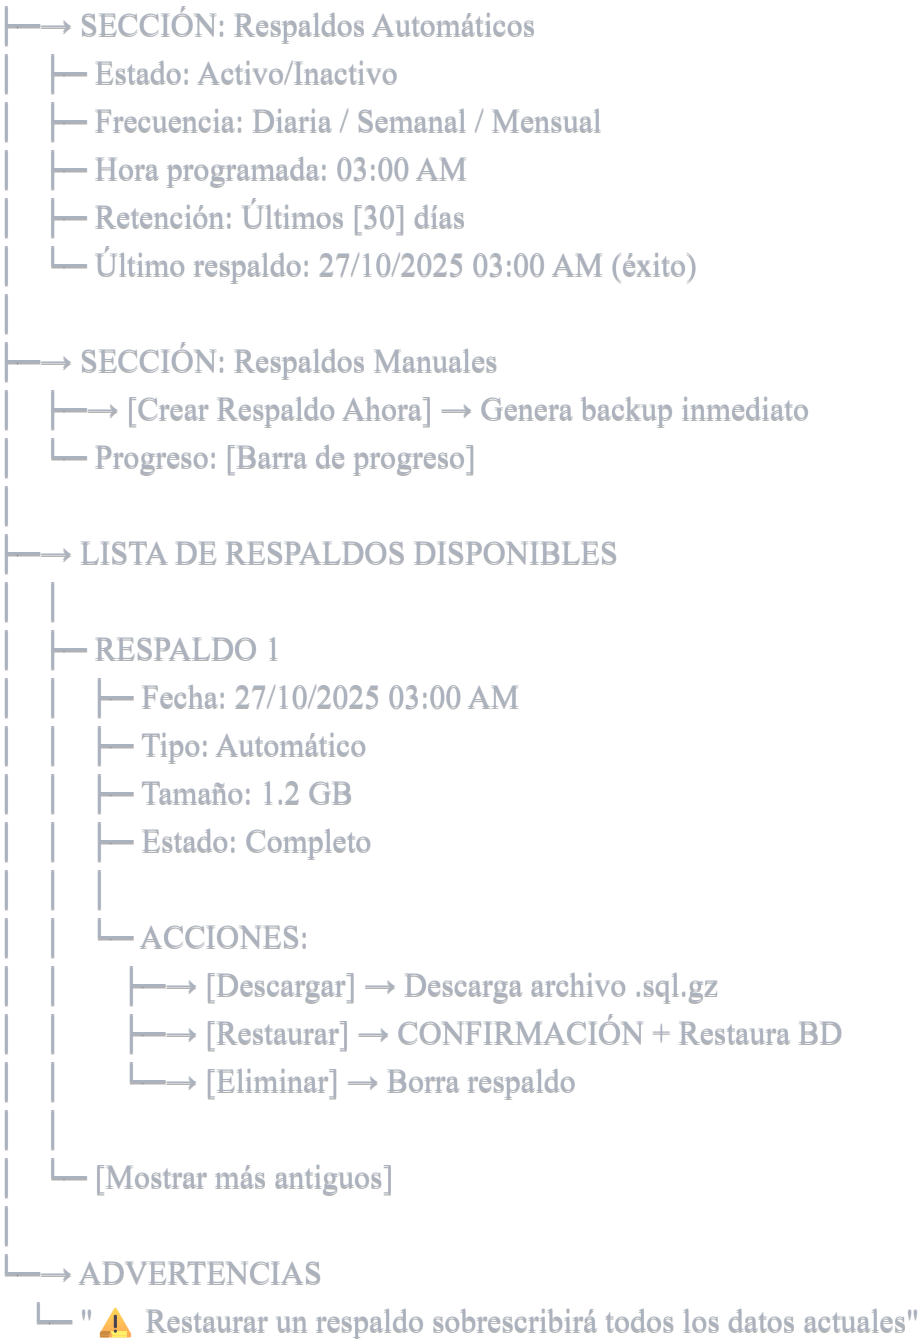 ├─→ SECCIÓN: Respaldos Automáticos
│   ├─ Estado: Activo/Inactivo
│   ├─ Frecuencia: Diaria / Semanal / Mensual
│   ├─ Hora programada: 03:00 AM
│   ├─ Retención: Últimos [30] días
│   └─ Último respaldo: 27/10/2025 03:00 AM (éxito)
│
├─→ SECCIÓN: Respaldos Manuales
│   ├─→ [Crear Respaldo Ahora] → Genera backup inmediato
│   └─ Progreso: [Barra de progreso]
│
├─→ LISTA DE RESPALDOS DISPONIBLES
│   │
│   ├─ RESPALDO 1
│   │   ├─ Fecha: 27/10/2025 03:00 AM
│   │   ├─ Tipo: Automático
│   │   ├─ Tamaño: 1.2 GB
│   │   ├─ Estado: Completo
│   │   │
│   │   └─ ACCIONES:
│   │       ├─→ [Descargar] → Descarga archivo .sql.gz
│   │       ├─→ [Restaurar] → CONFIRMACIÓN + Restaura BD
│   │       └─→ [Eliminar] → Borra respaldo
│   │
│   └─ [Mostrar más antiguos]
│
└─→ ADVERTENCIAS
    └─ "⚠️ Restaurar un respaldo sobrescribirá todos los datos actuales"